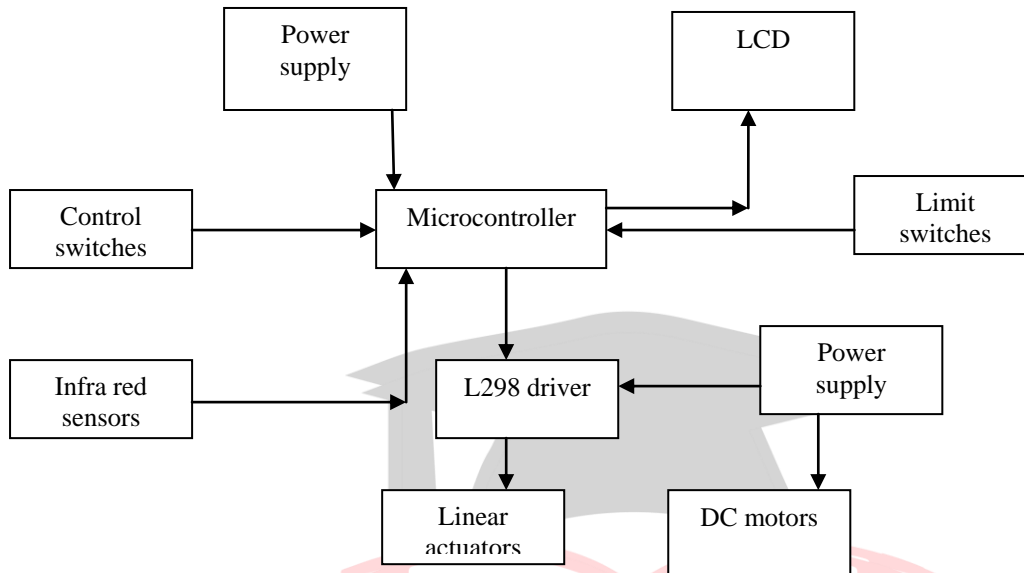 Power
supply
LCD
Control
switches
Microcontroller
Limit
switches
Infra red
sensors
L298 driver
Power
supply
Linear
actuators
DC motors